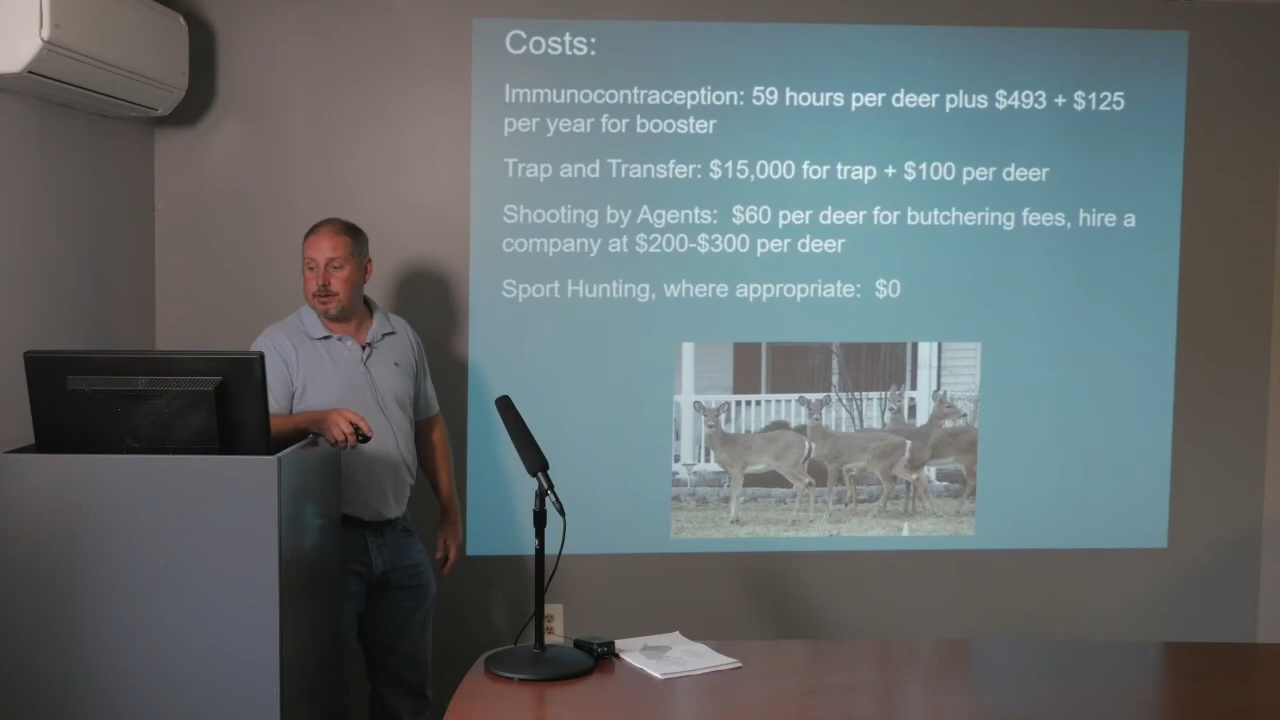 Costs:
Immunocontraception: 59 hours per deer plus $493 + $125
per year for booster
Trap and Transfer: $15,000 for trap + $100 per deer
Shooting by Agents:  $60 per deer for butchering fees, hire a
company at $200-$300 per deer
Sport Hunting, where appropriate:  $0